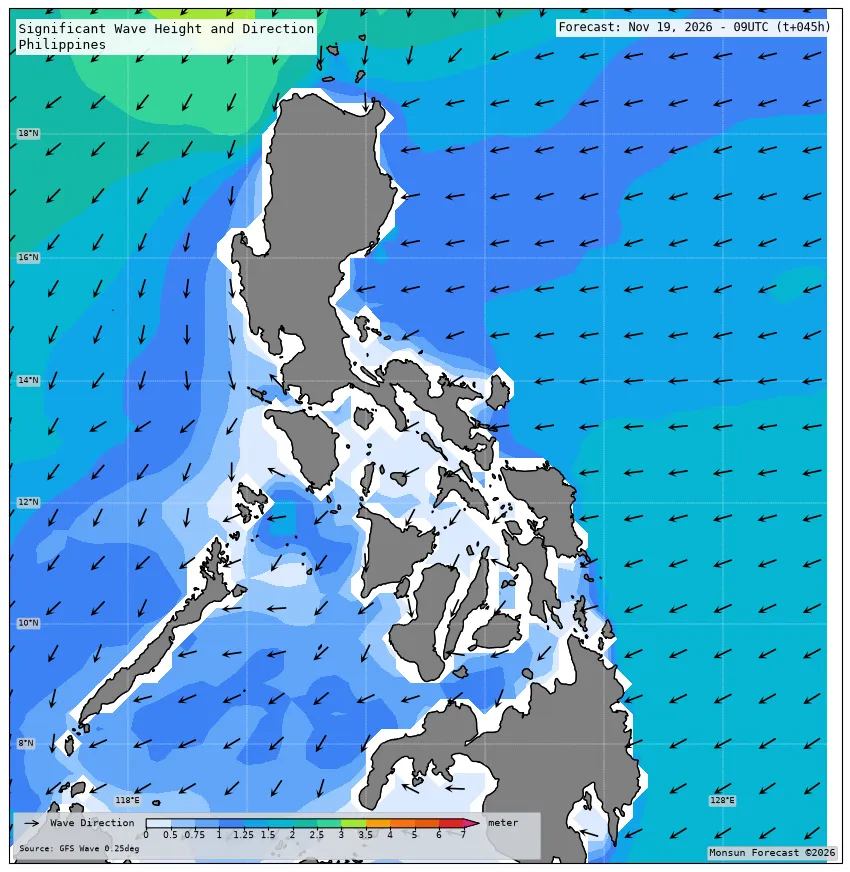 Significant Wave Height and Direction
Philippines
Forecast: Nov 19, 2026 - 09UTC (t+045h)
18°N
16°N
14°N
12°N
10°N
8°N
118°E
128°E
Wave Direction
0 0.5 0.75 1 1.25 1.5 2 2.5 3 3.5 4 5 6 7
meter
Source: GFS Wave 0.25deg
Monsun Forecast ©2026